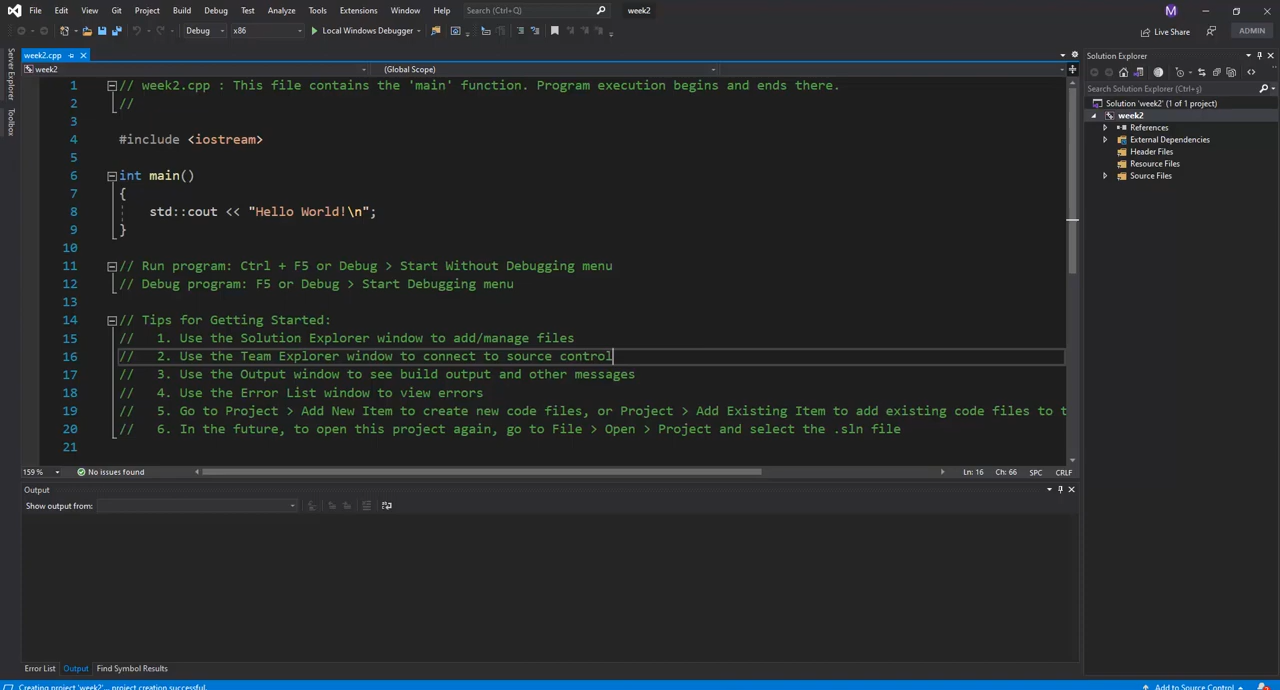 File Edit View Git Project Build Debug Test Analyze Tools Extensions Window Help Search (Ctrl+Q) week2 M
Debug x86 Local Windows Debugger Live Share ADMIN
Server Explorer
Toolbox
week2.cpp
week2 (Global Scope)
1 // week2.cpp : This file contains the 'main' function. Program execution begins and ends there.
2 //
3
4 #include <iostream>
5
6 int main()
7 {
8 std::cout << "Hello World!\n";
9 }
10
11 // Run program: Ctrl + F5 or Debug > Start Without Debugging menu
12 // Debug program: F5 or Debug > Start Debugging menu
13
14 // Tips for Getting Started:
15 // 1. Use the Solution Explorer window to add/manage files
16 // 2. Use the Team Explorer window to connect to source control
17 // 3. Use the Output window to see build output and other messages
18 // 4. Use the Error List window to view errors
19 // 5. Go to Project > Add New Item to create new code files, or Project > Add Existing Item to add existing code files to t
20 // 6. In the future, to open this project again, go to File > Open > Project and select the .sln file
21
159 % No issues found Ln: 16 Ch: 66 SPC CRLF
Output
Show output from:
Error List Output Find Symbol Results
Creating project 'week2'... project creation successful. Add to Source Control
Solution Explorer
Search Solution Explorer (Ctrl+ş)
Solution 'week2' (1 of 1 project)
week2
References
External Dependencies
Header Files
Resource Files
Source Files